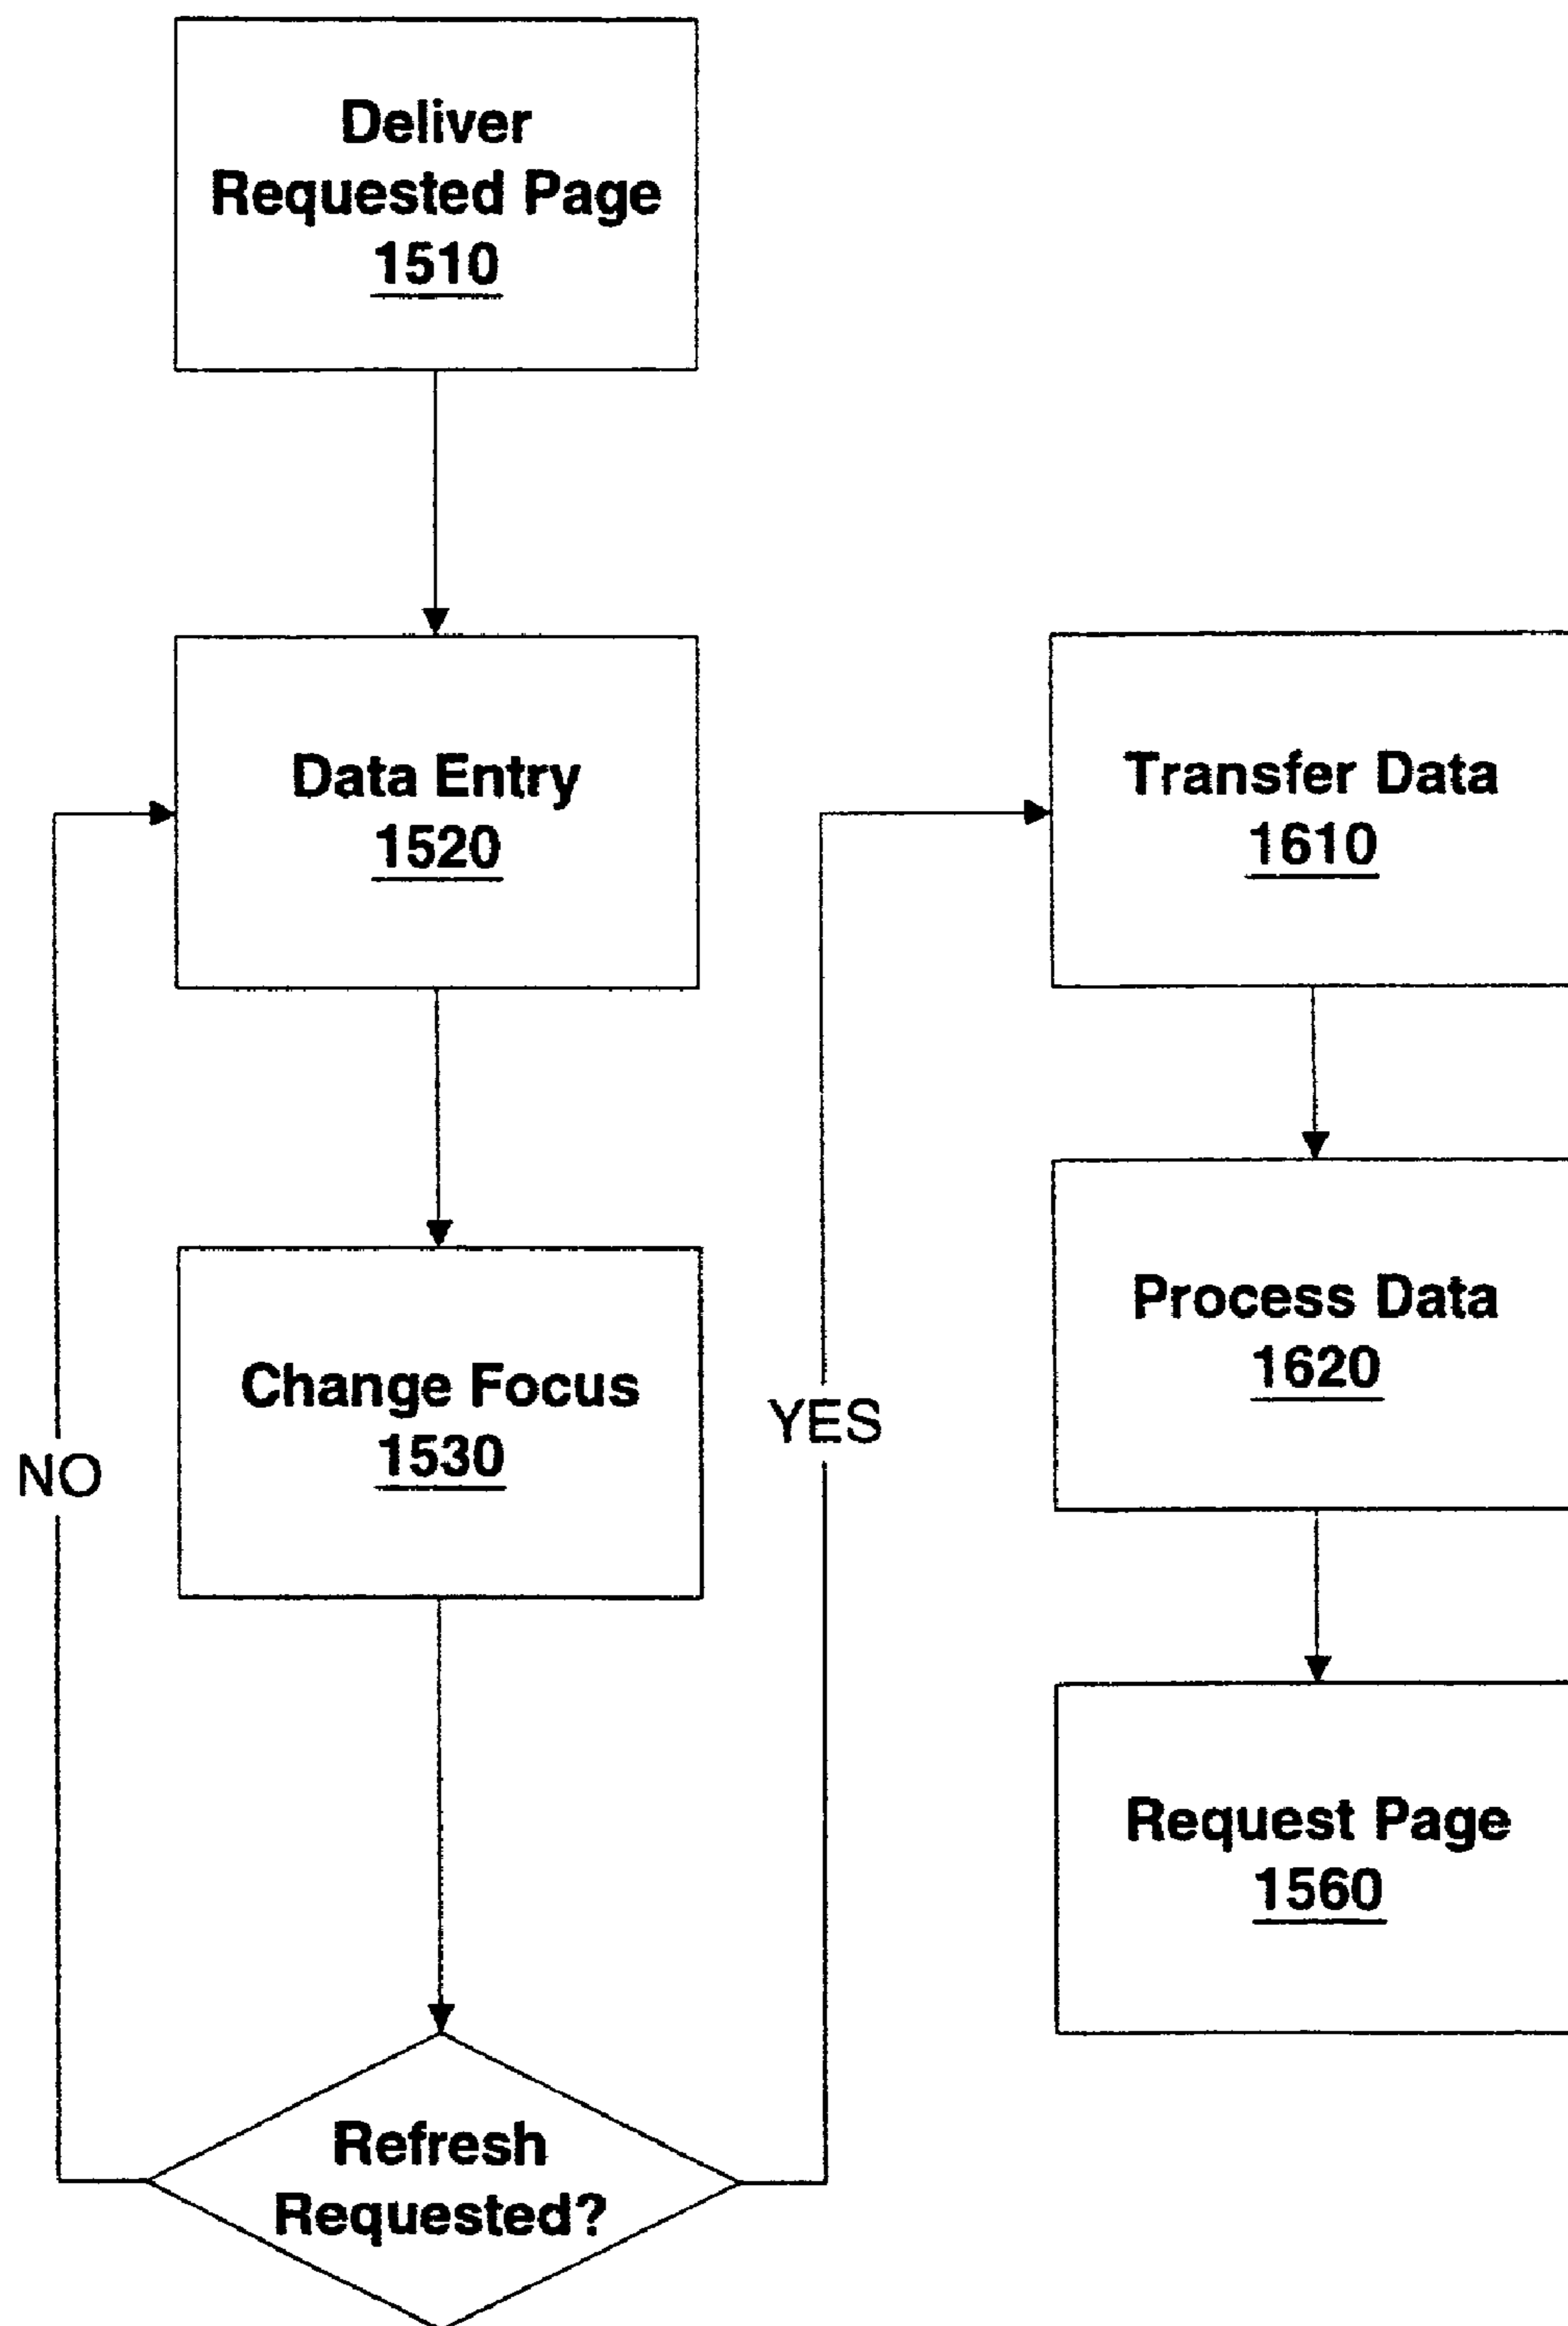 Deliver
Requested Page
1510
Data Entry
1520
Change Focus
1530
Refresh
Requested?
NO
YES
Transfer Data
1610
Process Data
1620
Request Page
1560